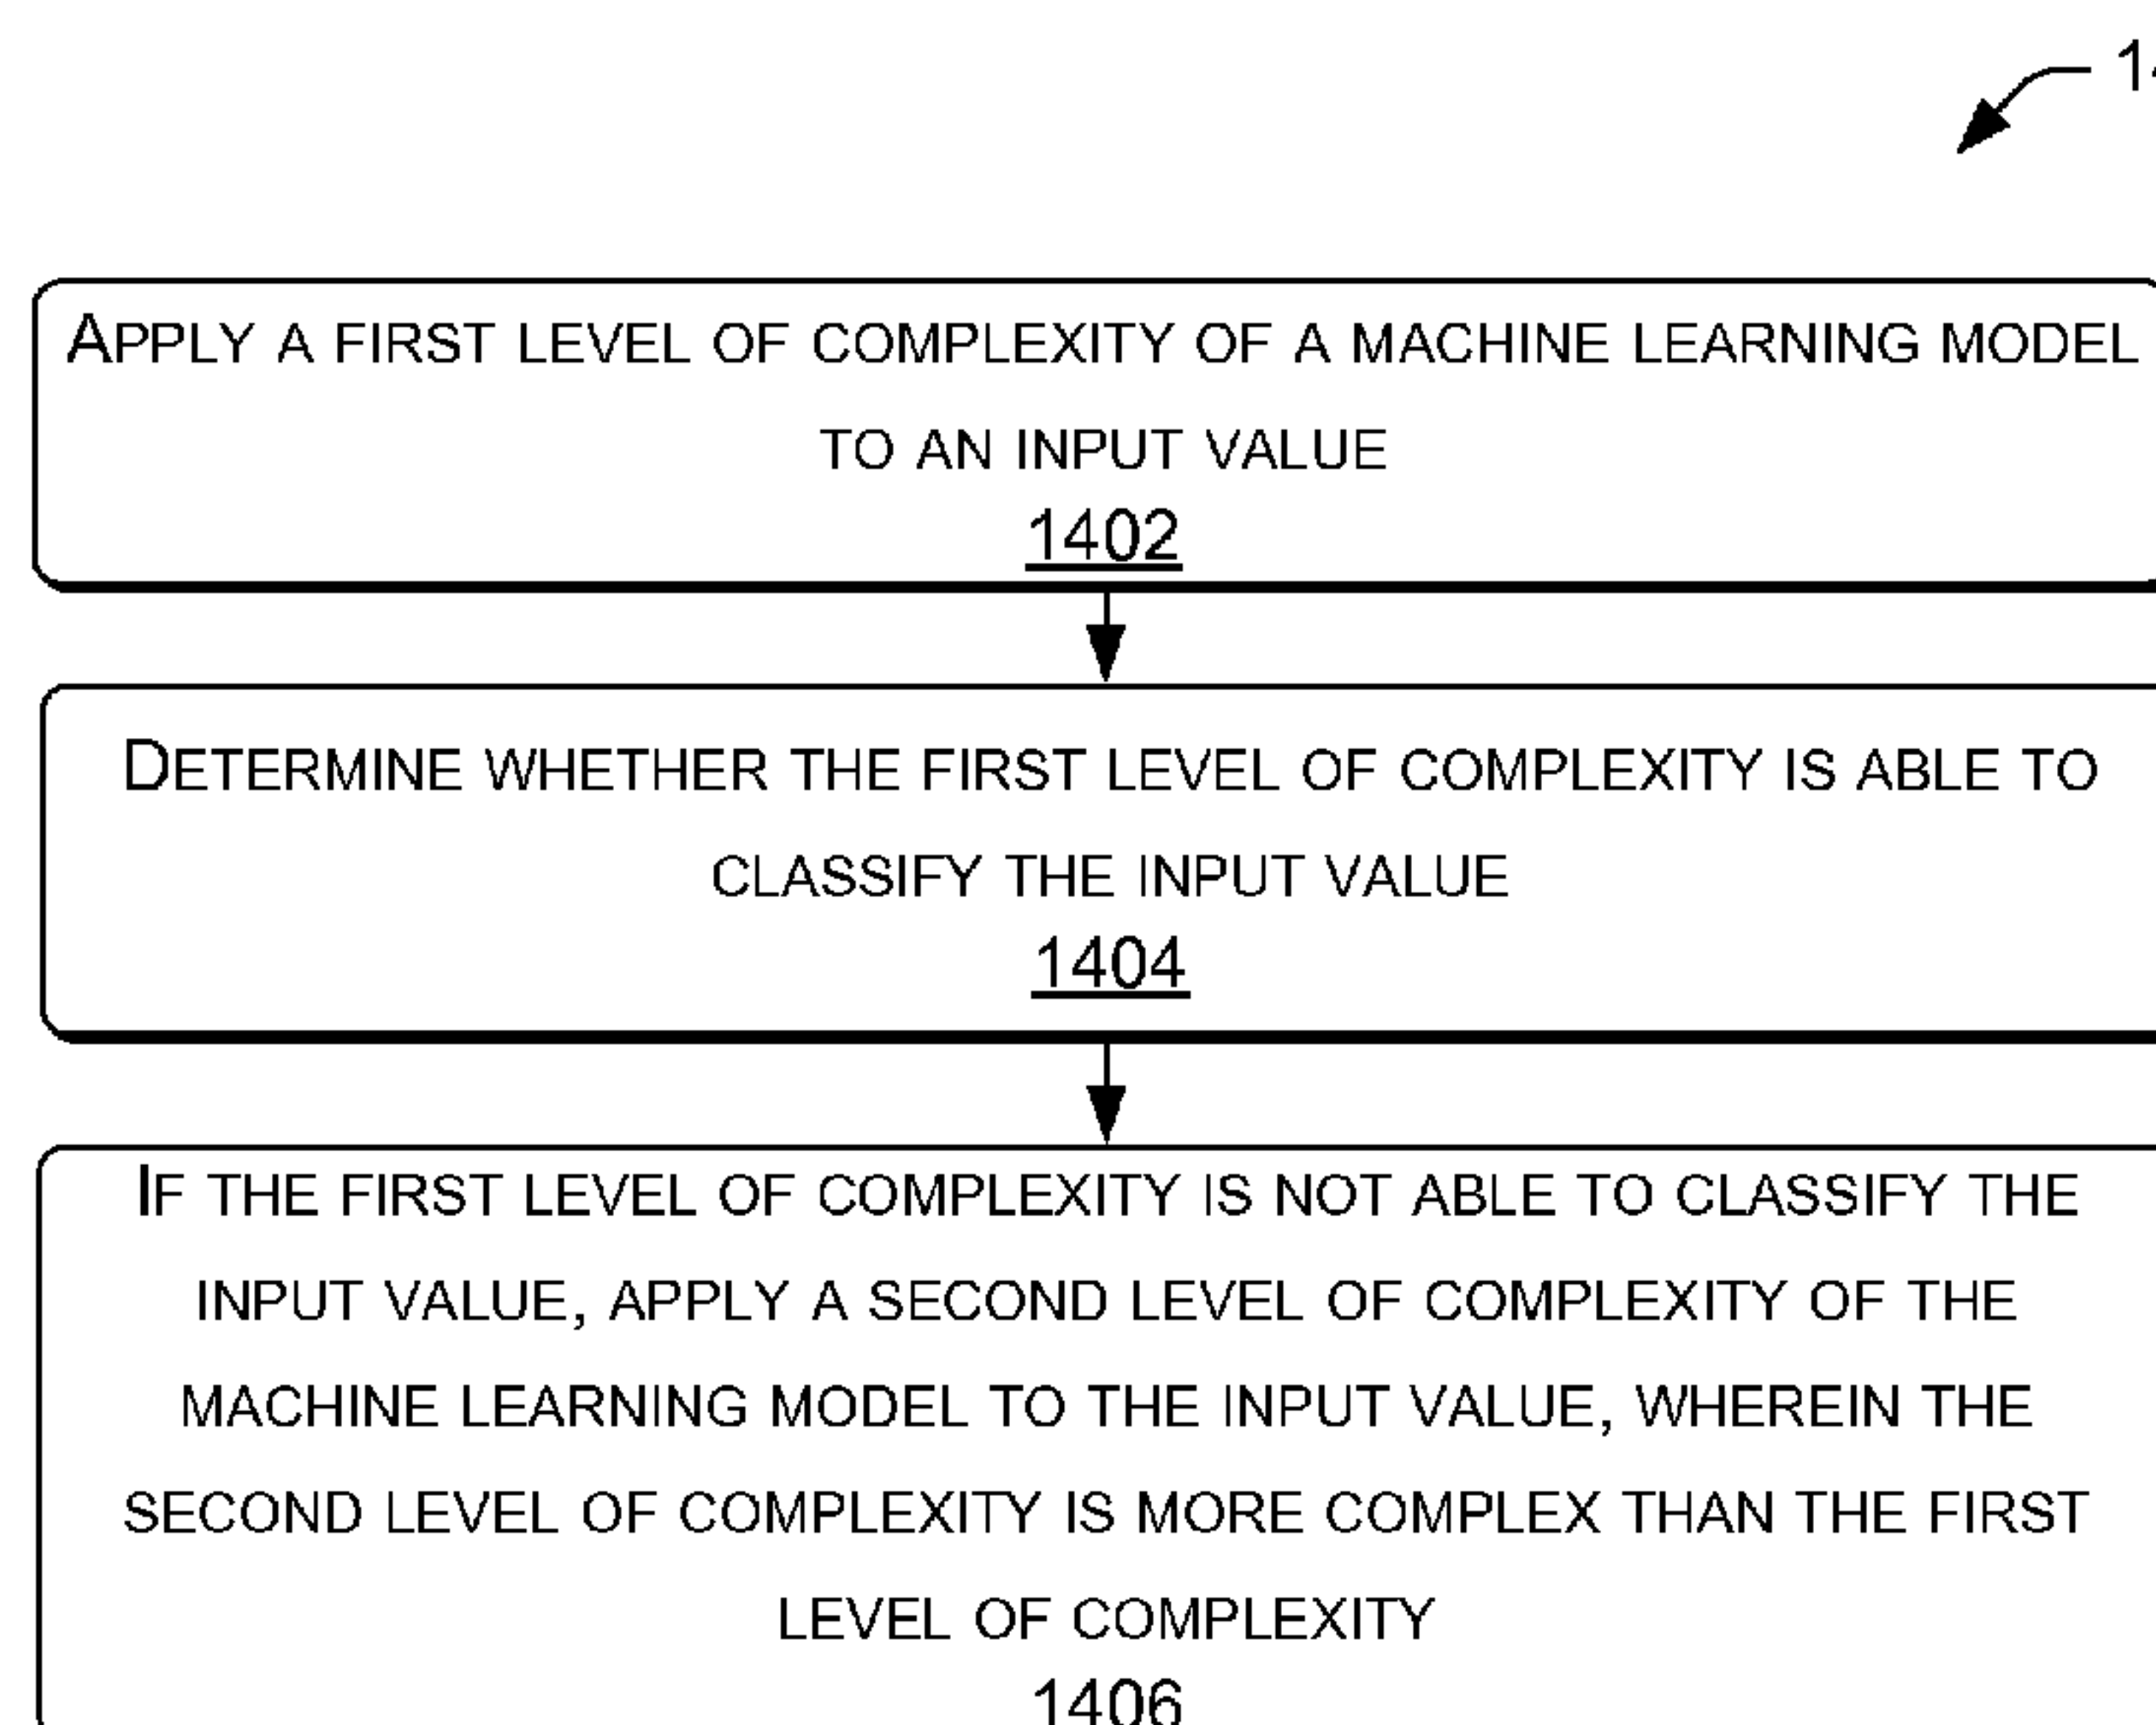 APPLY A FIRST LEVEL OF COMPLEXITY OF A MACHINE LEARNING MODEL
TO AN INPUT VALUE
1402
DETERMINE WHETHER THE FIRST LEVEL OF COMPLEXITY IS ABLE TO
CLASSIFY THE INPUT VALUE
1404
IF THE FIRST LEVEL OF COMPLEXITY IS NOT ABLE TO CLASSIFY THE
INPUT VALUE, APPLY A SECOND LEVEL OF COMPLEXITY OF THE
MACHINE LEARNING MODEL TO THE INPUT VALUE, WHEREIN THE
SECOND LEVEL OF COMPLEXITY IS MORE COMPLEX THAN THE FIRST
LEVEL OF COMPLEXITY
1406